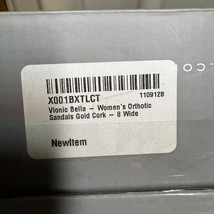 X001BXTLCT
1109128
Vionic Bella – Women's Orthotic
Sandals Gold Cork – 8 Wide
NewItem